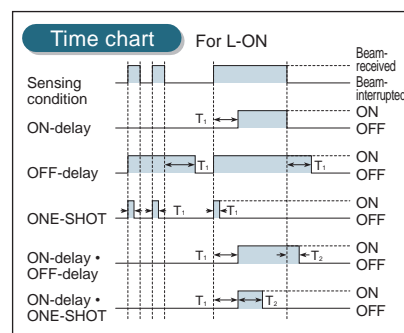 Time chart For L-ON
Beam-
received
Sensing
condition
Beam-
interrupted
ON-delay T₁ ON
OFF
OFF-delay T₁ T₁ ON
OFF
ONE-SHOT T₁ T₁ ON
OFF
ON-delay •
OFF-delay T₁ T₂ ON
OFF
ON-delay •
ONE-SHOT T₁ T₂ ON
OFF